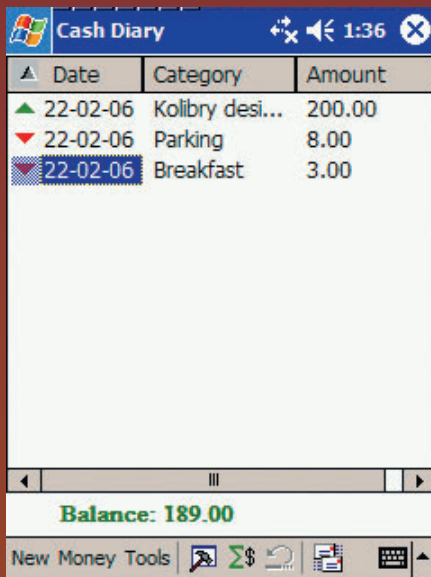 Cash Diary 1:36
Date Category Amount
22-02-06 Kolibry desi... 200.00
22-02-06 Parking 8.00
22-02-06 Breakfast 3.00
Balance: 189.00
New Money Tools Σ$